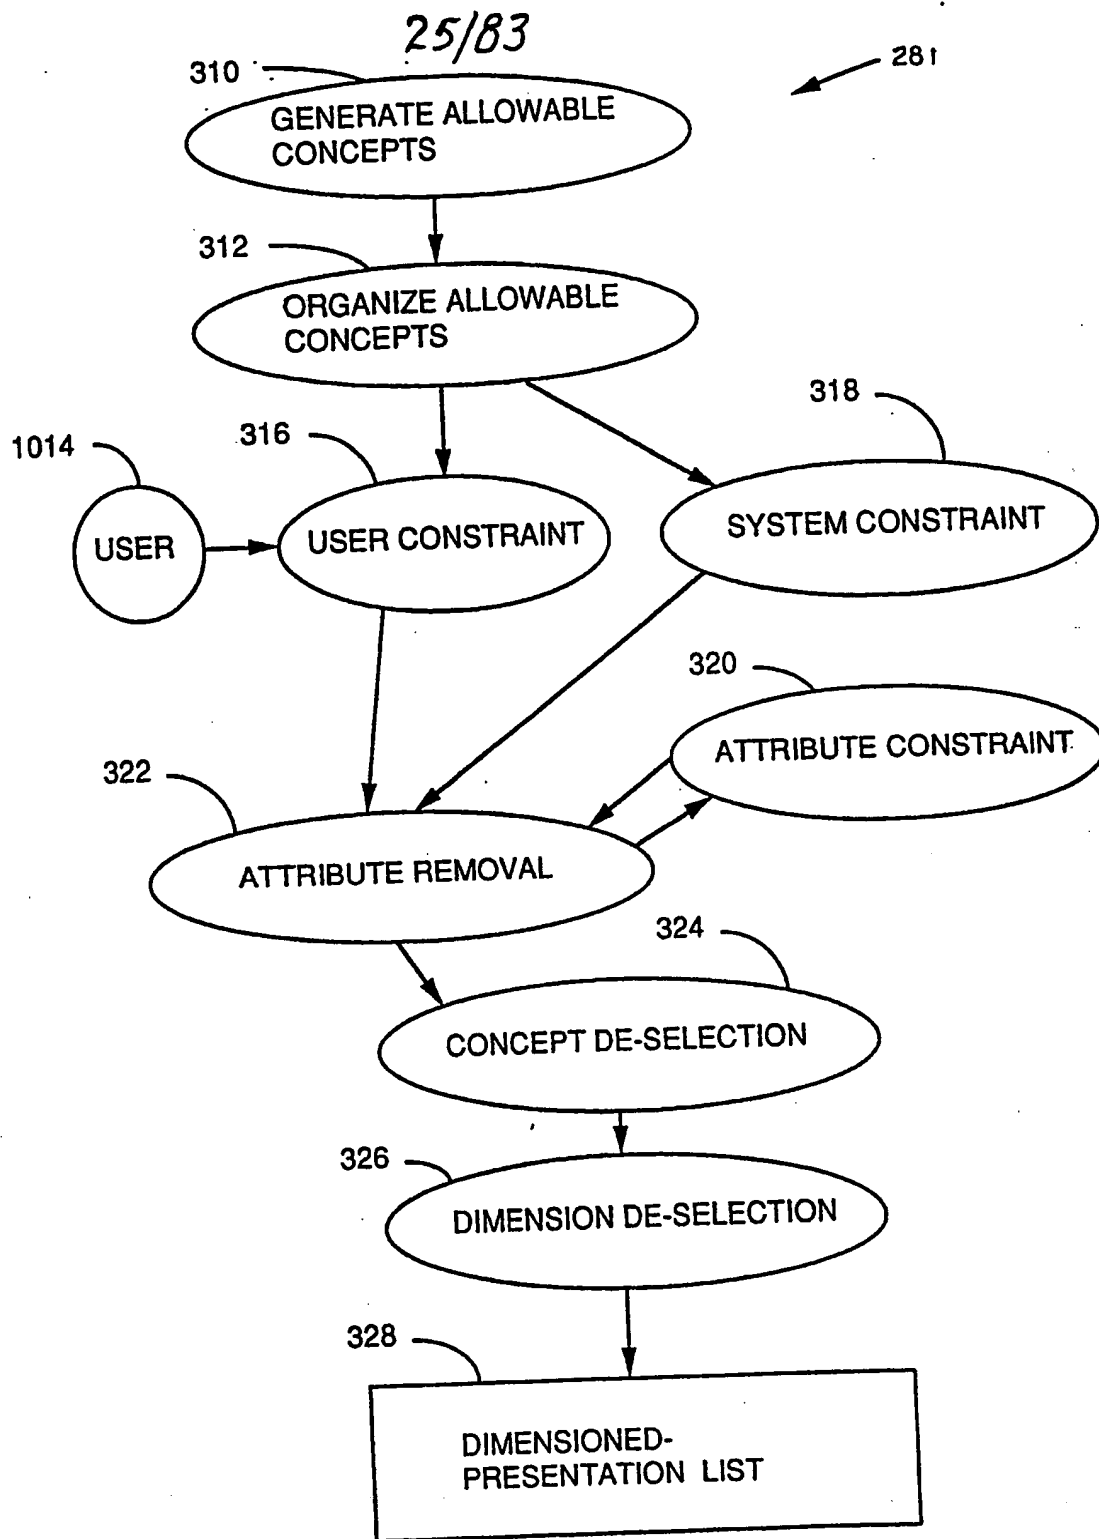 25/83
310
281
GENERATE ALLOWABLE
CONCEPTS
312
ORGANIZE ALLOWABLE
CONCEPTS
318
316
1014
USER
USER CONSTRAINT
SYSTEM CONSTRAINT
320
ATTRIBUTE CONSTRAINT
322
ATTRIBUTE REMOVAL
324
CONCEPT DE-SELECTION
326
DIMENSION DE-SELECTION
328
DIMENSIONED-
PRESENTATION LIST